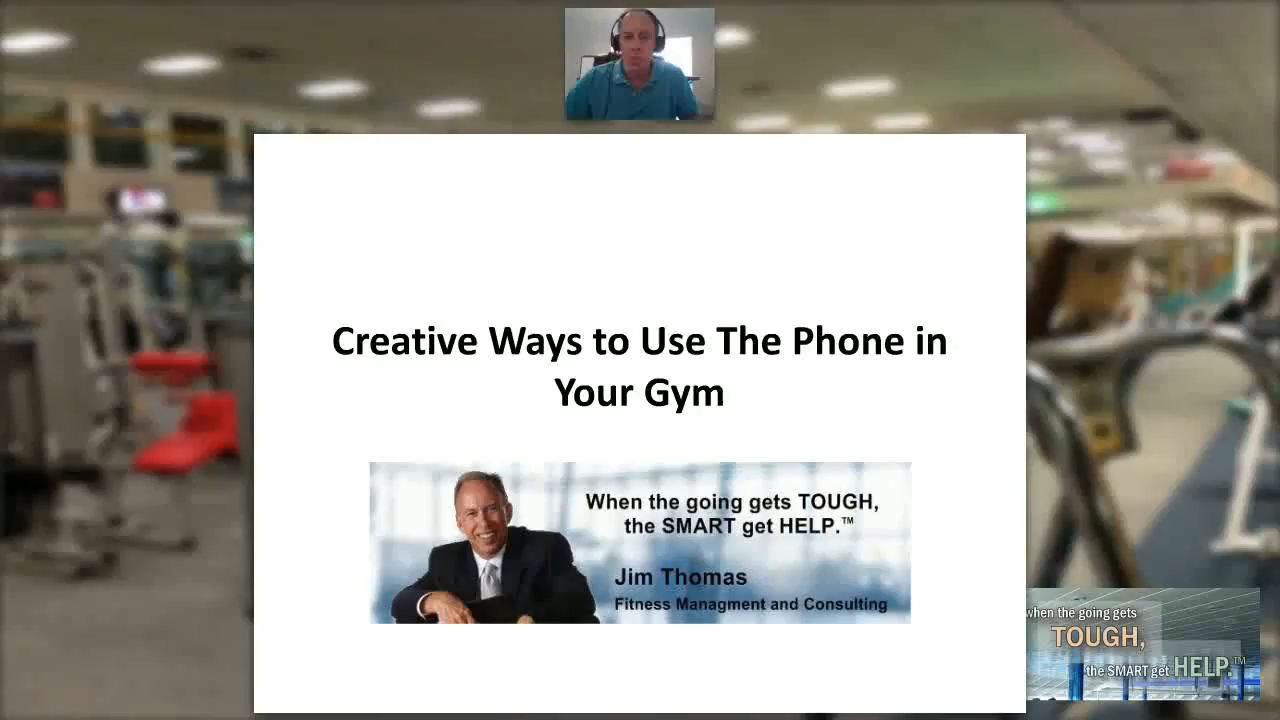 Creative Ways to Use The Phone in
Your Gym
When the going gets TOUGH,
the SMART get HELP.™
Jim Thomas
Fitness Managment and Consulting
when the going gets
TOUGH,
the SMART get HELP.™